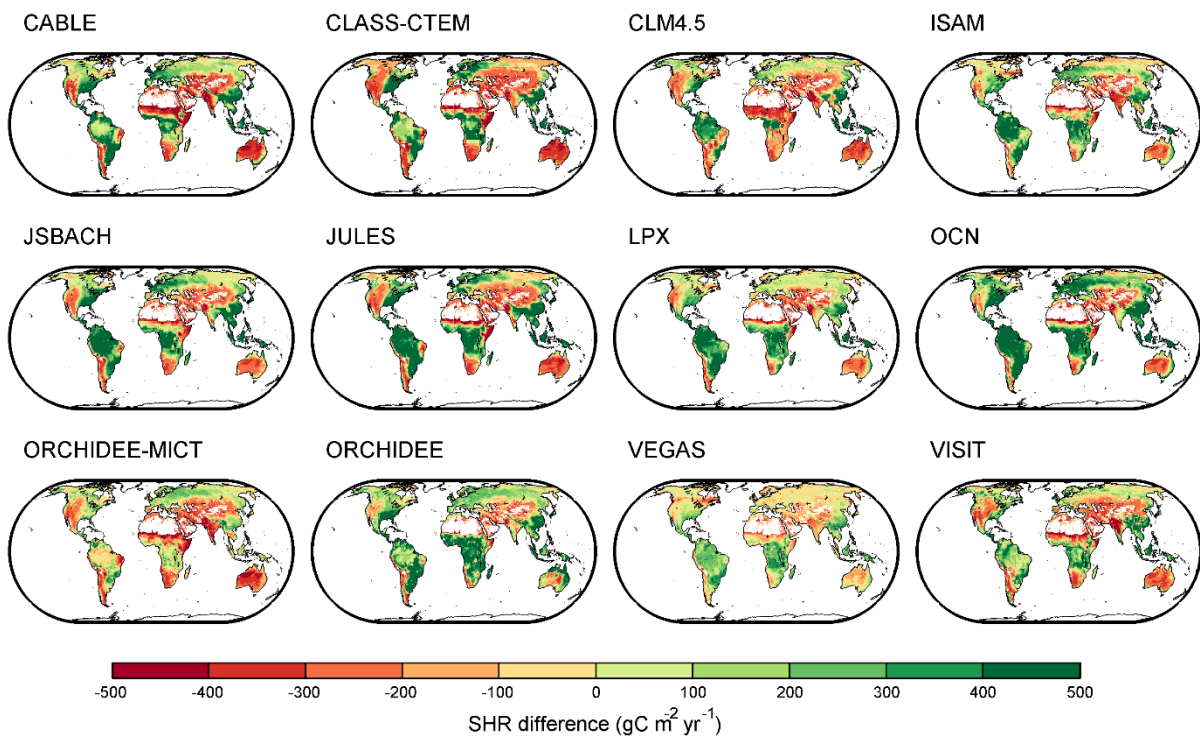 CABLE CLASS-CTEM CLM4.5 ISAM
JSBACH JULES LPX OCN
ORCHIDEE-MICT ORCHIDEE VEGAS VISIT
-500 -400 -300 -200 -100 0 100 200 300 400 500
SHR difference (gC m⁻² yr⁻¹)